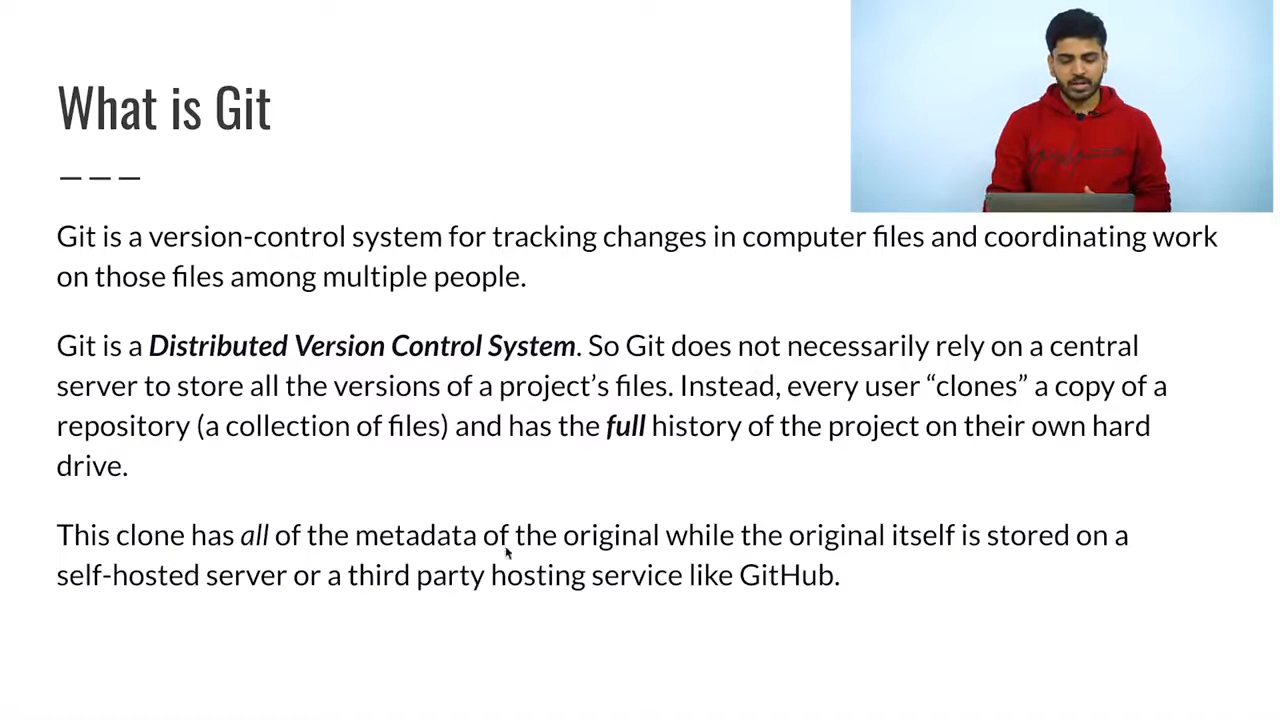 What is Git
Git is a version-control system for tracking changes in computer files and coordinating work
on those files among multiple people.
Git is a Distributed Version Control System. So Git does not necessarily rely on a central
server to store all the versions of a project’s files. Instead, every user “clones” a copy of a
repository (a collection of files) and has the full history of the project on their own hard
drive.
This clone has all of the metadata of the original while the original itself is stored on a
self-hosted server or a third party hosting service like GitHub.